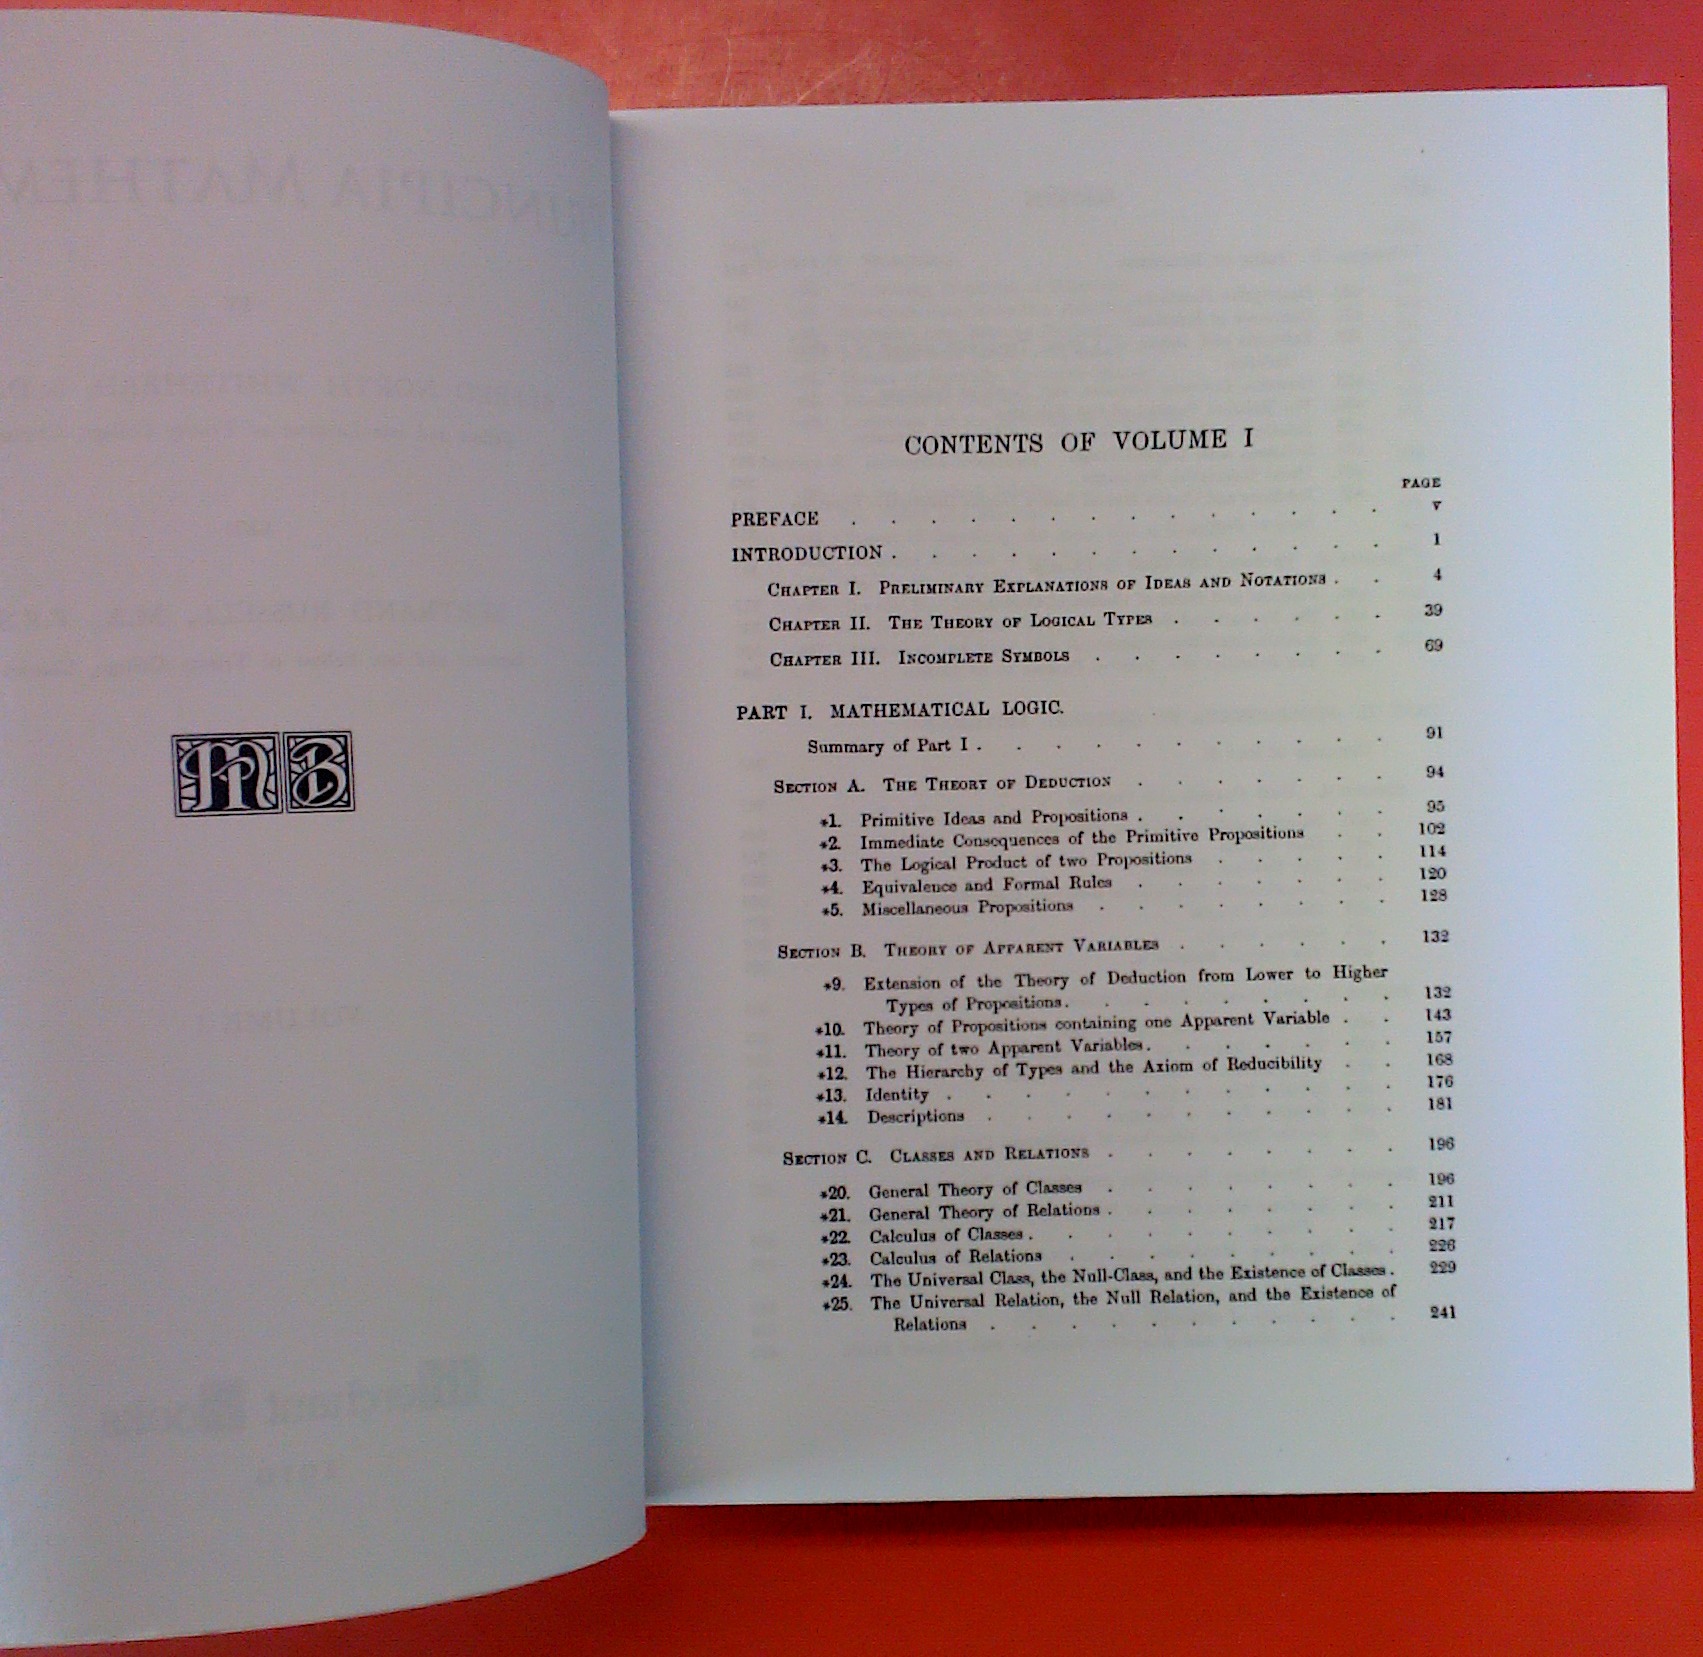 MB
CONTENTS OF VOLUME I
PAGE
PREFACE . . . . . . . . . . . . . . v
INTRODUCTION . . . . . . . . . . . . . 1
CHAPTER I. PRELIMINARY EXPLANATIONS OF IDEAS AND NOTATIONS . . 4
CHAPTER II. THE THEORY OF LOGICAL TYPES . . . . . . 39
CHAPTER III. INCOMPLETE SYMBOLS . . . . . . . . 69
PART I. MATHEMATICAL LOGIC.
Summary of Part I . . . . . . . . . . . 91
SECTION A. THE THEORY OF DEDUCTION . . . . . . . 94
*1. Primitive Ideas and Propositions . . . . . . . 95
*2. Immediate Consequences of the Primitive Propositions . . 102
*3. The Logical Product of two Propositions . . . . . 114
*4. Equivalence and Formal Rules . . . . . . . 120
*5. Miscellaneous Propositions . . . . . . . . 128
SECTION B. THEORY OF APPARENT VARIABLES . . . . . . 132
*9. Extension of the Theory of Deduction from Lower to Higher
Types of Propositions . . . . . . . . . 132
*10. Theory of Propositions containing one Apparent Variable . . 143
*11. Theory of two Apparent Variables . . . . . . . 157
*12. The Hierarchy of Types and the Axiom of Reducibility . . 168
*13. Identity . . . . . . . . . . . . 176
*14. Descriptions . . . . . . . . . . . 181
SECTION C. CLASSES AND RELATIONS . . . . . . . . 196
*20. General Theory of Classes . . . . . . . . 196
*21. General Theory of Relations . . . . . . . . 211
*22. Calculus of Classes . . . . . . . . . . 217
*23. Calculus of Relations . . . . . . . . . 226
*24. The Universal Class, the Null-Class, and the Existence of Classes . 229
*25. The Universal Relation, the Null Relation, and the Existence of
Relations . . . . . . . . . . . 241